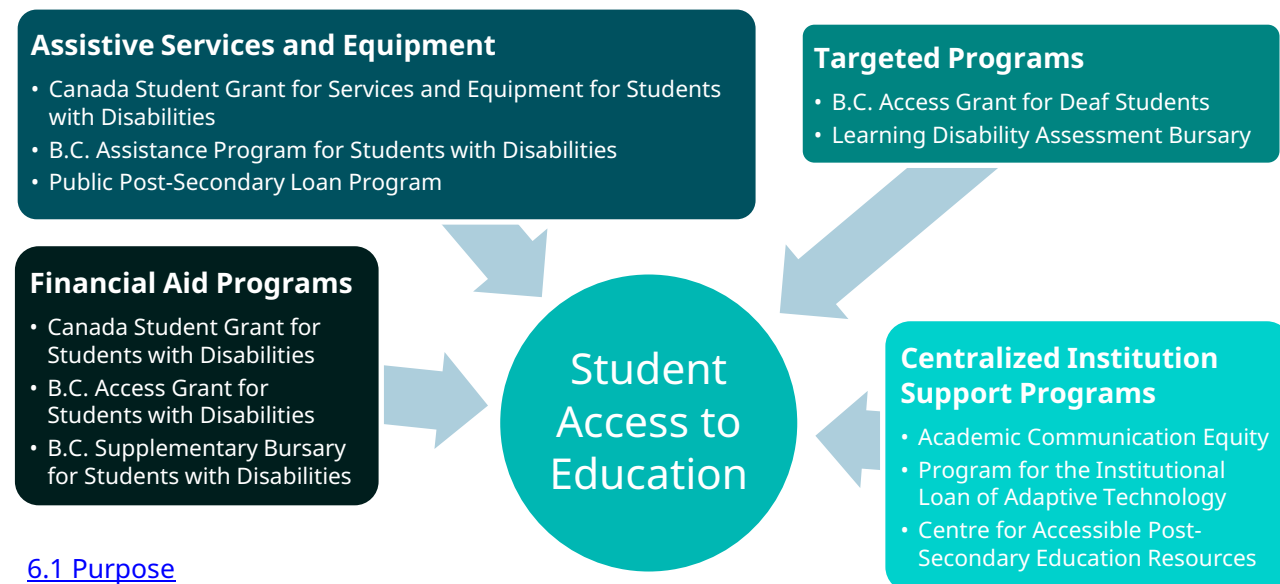 Assistive Services and Equipment
• Canada Student Grant for Services and Equipment for Students
with Disabilities
• B.C. Assistance Program for Students with Disabilities
• Public Post-Secondary Loan Program
Targeted Programs
• B.C. Access Grant for Deaf Students
• Learning Disability Assessment Bursary
Financial Aid Programs
• Canada Student Grant for
Students with Disabilities
• B.C. Access Grant for
Students with Disabilities
• B.C. Supplementary Bursary
for Students with Disabilities
Student
Access to
Education
Centralized Institution
Support Programs
• Academic Communication Equity
• Program for the Institutional
Loan of Adaptive Technology
• Centre for Accessible Post-
Secondary Education Resources
6.1 Purpose